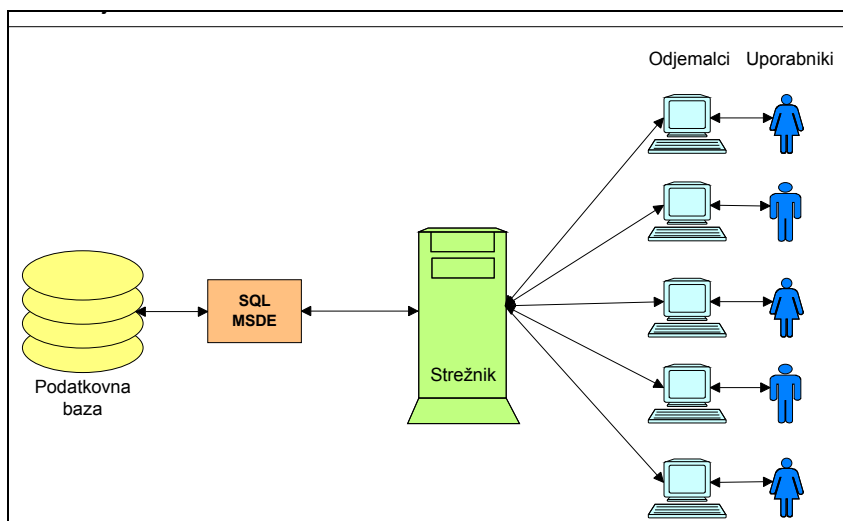 Odjemalci Uporabniki
SQL
MSDE
Strežnik
Podatkovna
baza